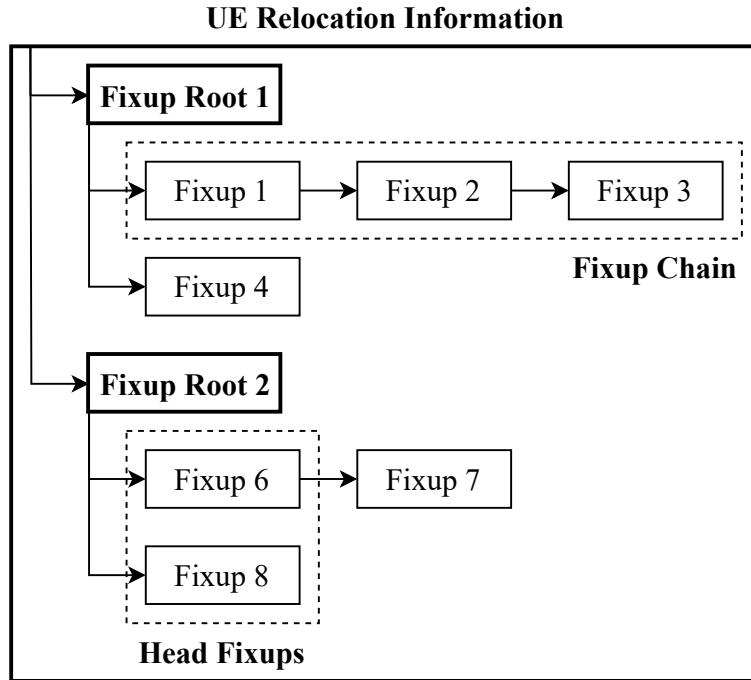 UE Relocation Information
Fixup Root 1
Fixup 1
Fixup 2
Fixup 3
Fixup Chain
Fixup 4
Fixup Root 2
Fixup 6
Fixup 7
Fixup 8
Head Fixups